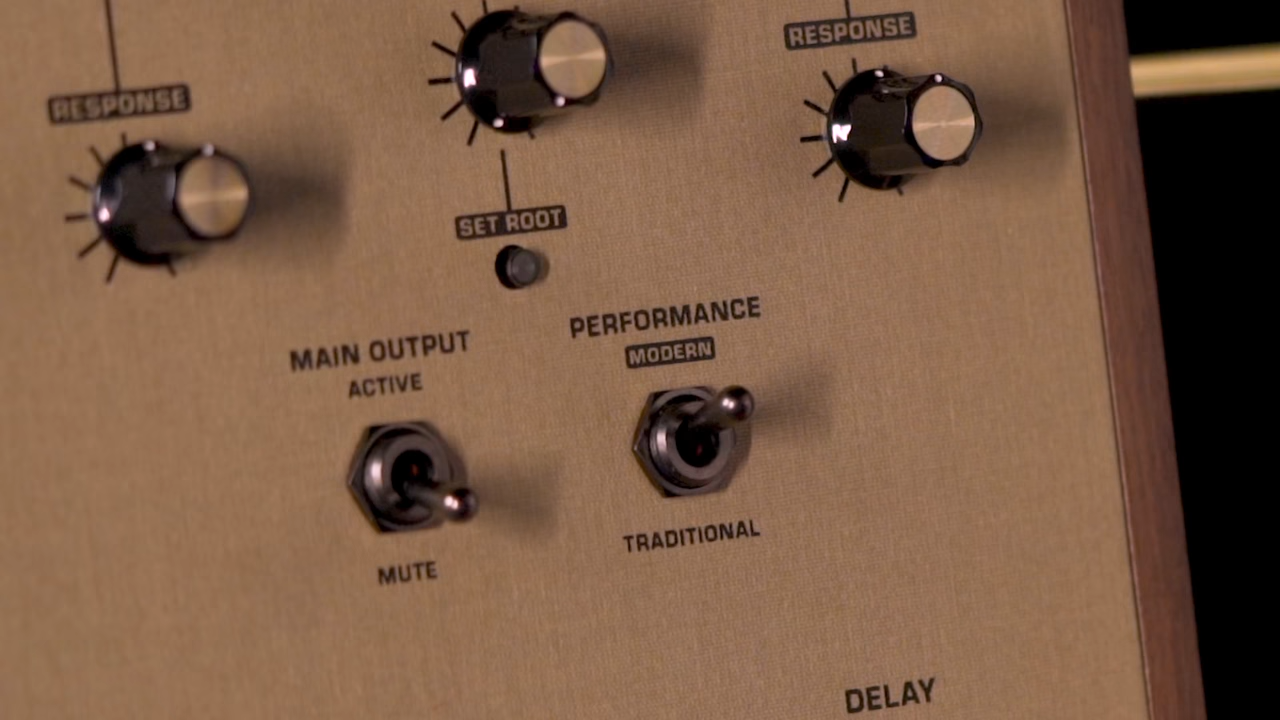 RESPONSE
RESPONSE
SET ROOT
MAIN OUTPUT
ACTIVE
MUTE
PERFORMANCE
MODERN
TRADITIONAL
DELAY